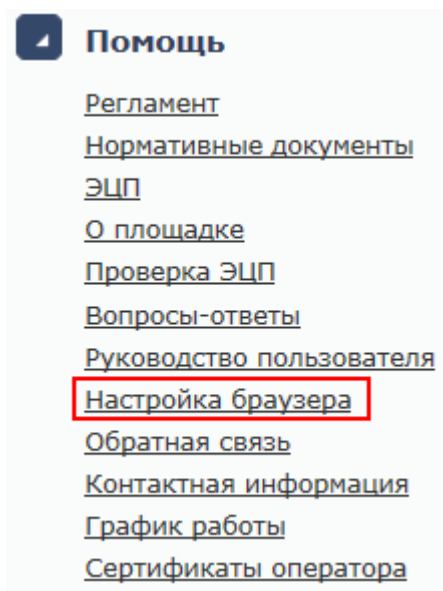 Помощь
Регламент
Нормативные документы
ЭЦП
О площадке
Проверка ЭЦП
Вопросы-ответы
Руководство пользователя
Настройка браузера
Обратная связь
Контактная информация
График работы
Сертификаты оператора